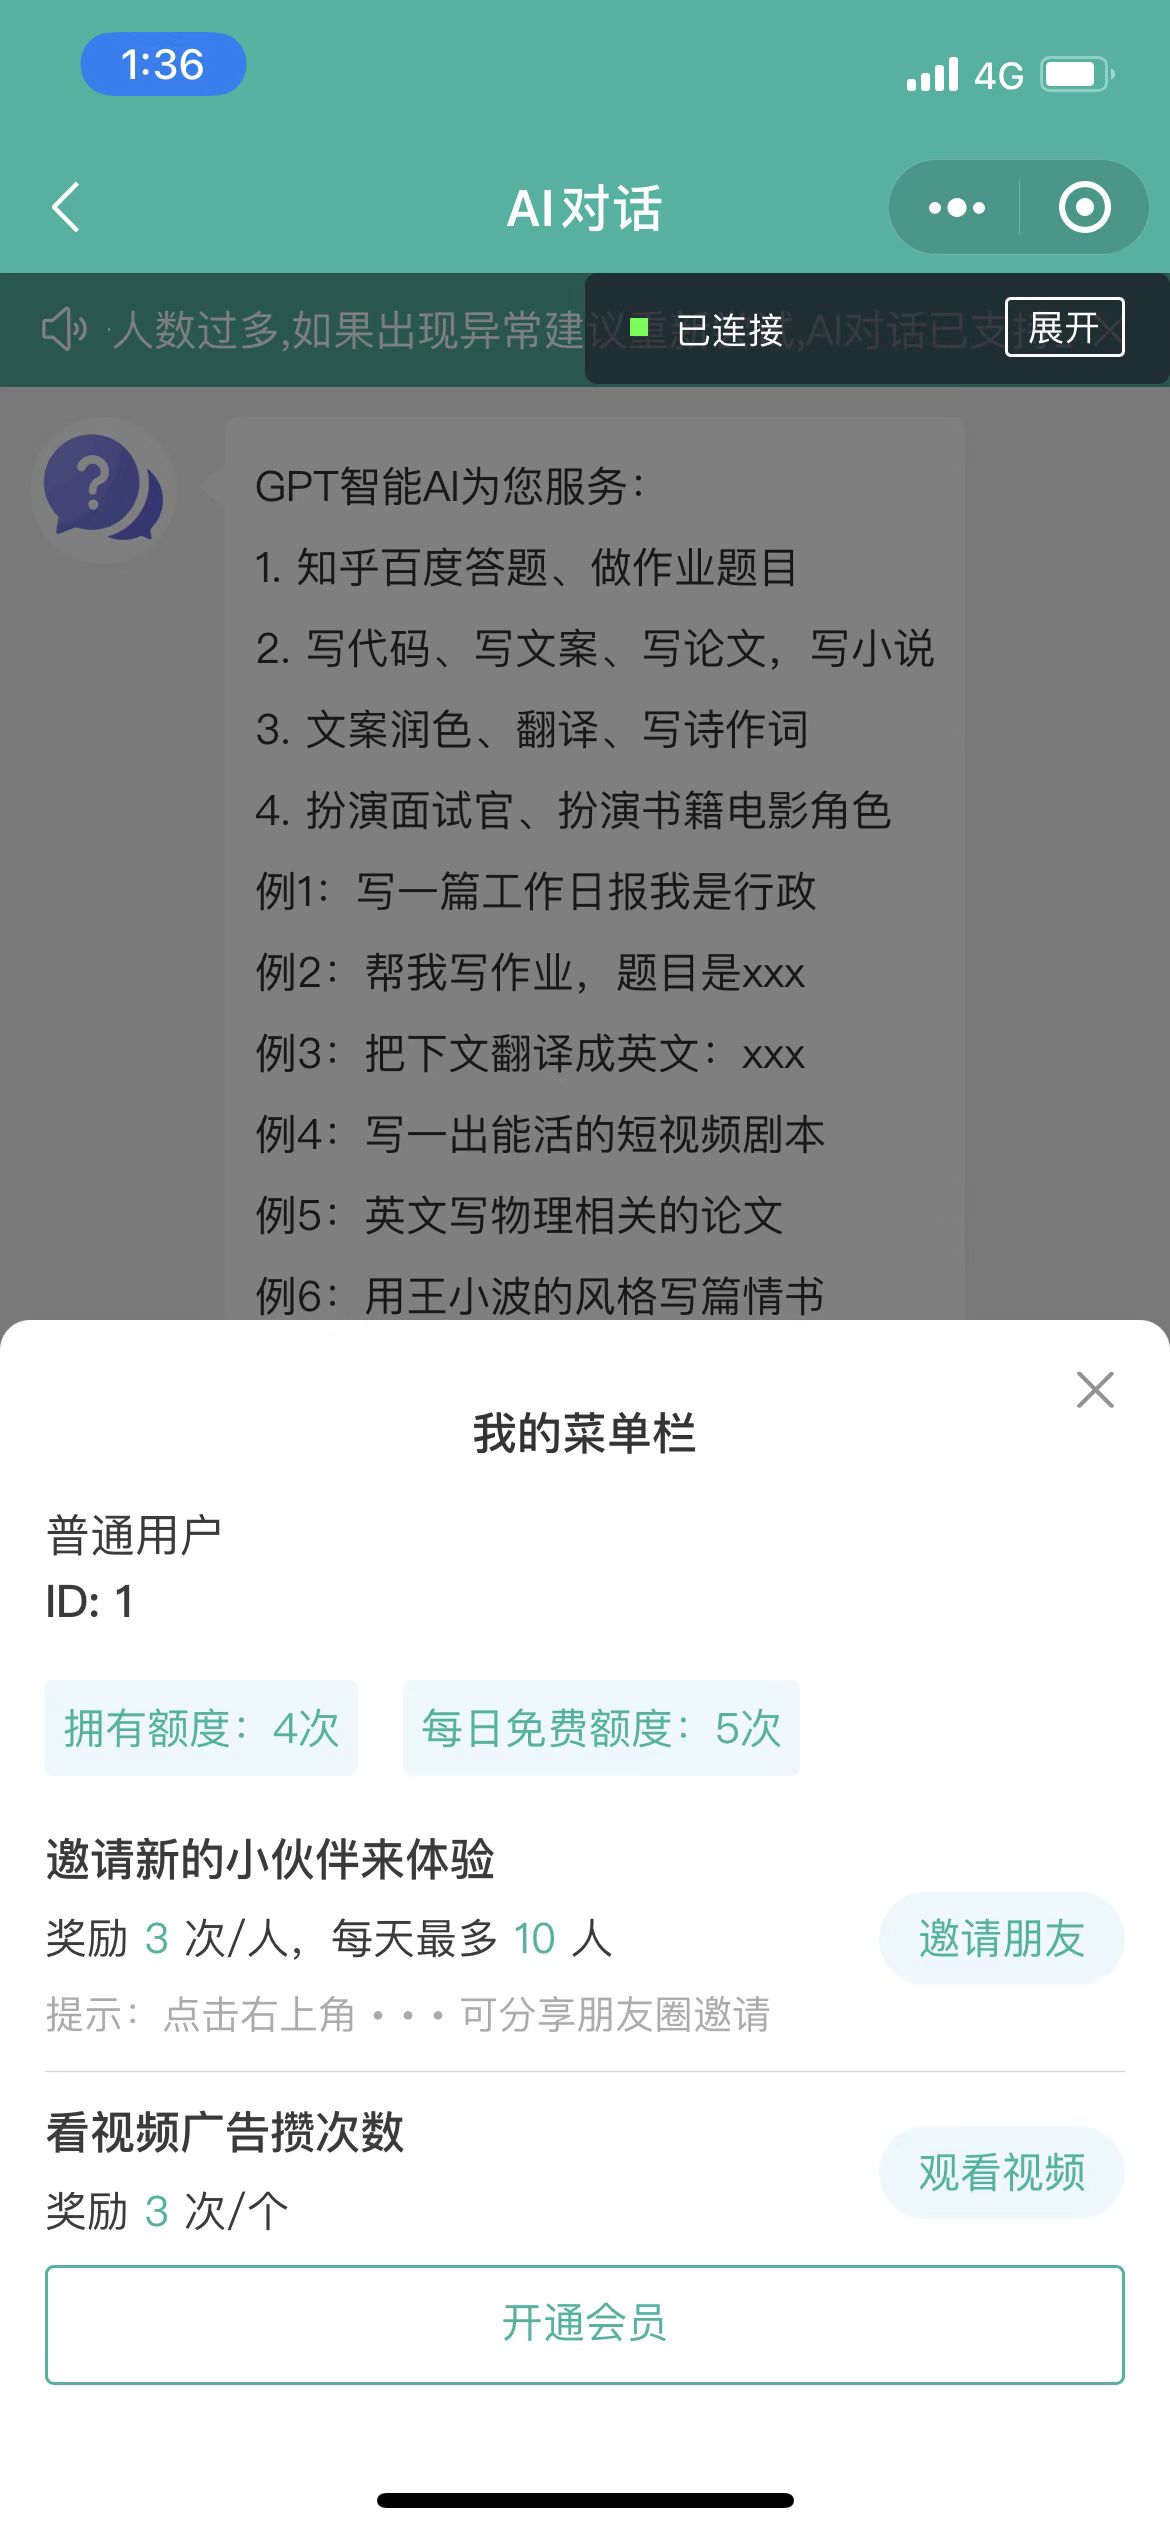 1:36
4G
AI对话
人数过多,如果出现异常建议重新 试,AI对话已支持
已连接
展开
GPT智能AI为您服务：
1. 知乎百度答题、做作业题目
2. 写代码、写文案、写论文，写小说
3. 文案润色、翻译、写诗作词
4. 扮演面试官、扮演书籍电影角色
例1：写一篇工作日报我是行政
例2：帮我写作业，题目是xxx
例3：把下文翻译成英文：xxx
例4：写一出能活的短视频剧本
例5：英文写物理相关的论文
例6：用王小波的风格写篇情书
我的菜单栏
普通用户
ID: 1
拥有额度：4次
每日免费额度：5次
邀请新的小伙伴来体验
奖励 3 次/人，每天最多 10 人
邀请朋友
提示：点击右上角 • • • 可分享朋友圈邀请
看视频广告攒次数
奖励 3 次/个
观看视频
开通会员